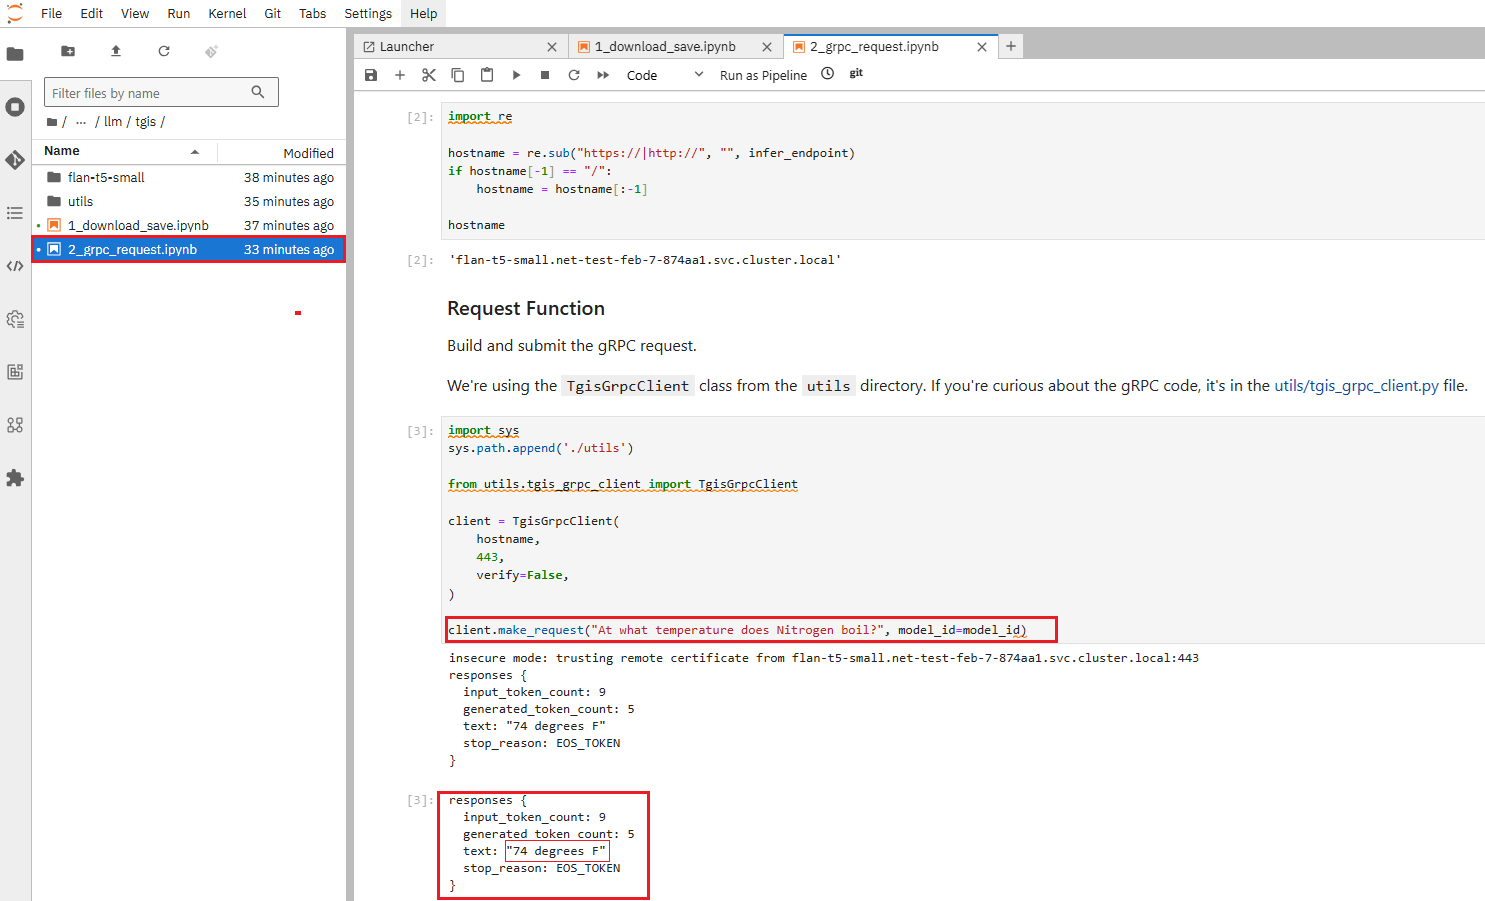 File Edit View Run Kernel Git Tabs Settings Help
Launcher 1_download_save.ipynb 2_grpc_request.ipynb
Code Run as Pipeline git
Filter files by name
/ ... / llm / tgis /
Name Modified
flan-t5-small 38 minutes ago
utils 35 minutes ago
1_download_save.ipynb 37 minutes ago
2_grpc_request.ipynb 33 minutes ago
[2]: import re
hostname = re.sub("https://|http://", "", infer_endpoint)
if hostname[-1] == "/":
    hostname = hostname[:-1]
hostname
[2]: 'flan-t5-small.net-test-feb-7-874aa1.svc.cluster.local'
Request Function
Build and submit the gRPC request.
We're using the TgisGrpcClient class from the utils directory. If you're curious about the gRPC code, it's in the utils/tgis_grpc_client.py file.
[3]: import sys
sys.path.append('./utils')
from utils.tgis_grpc_client import TgisGrpcClient
client = TgisGrpcClient(
    hostname,
    443,
    verify=False,
)
client.make_request("At what temperature does Nitrogen boil?", model_id=model_id)
insecure mode: trusting remote certificate from flan-t5-small.net-test-feb-7-874aa1.svc.cluster.local:443
responses {
  input_token_count: 9
  generated_token_count: 5
  text: "74 degrees F"
  stop_reason: EOS_TOKEN
}
[3]: responses {
  input_token_count: 9
  generated_token_count: 5
  text: "74 degrees F"
  stop_reason: EOS_TOKEN
}